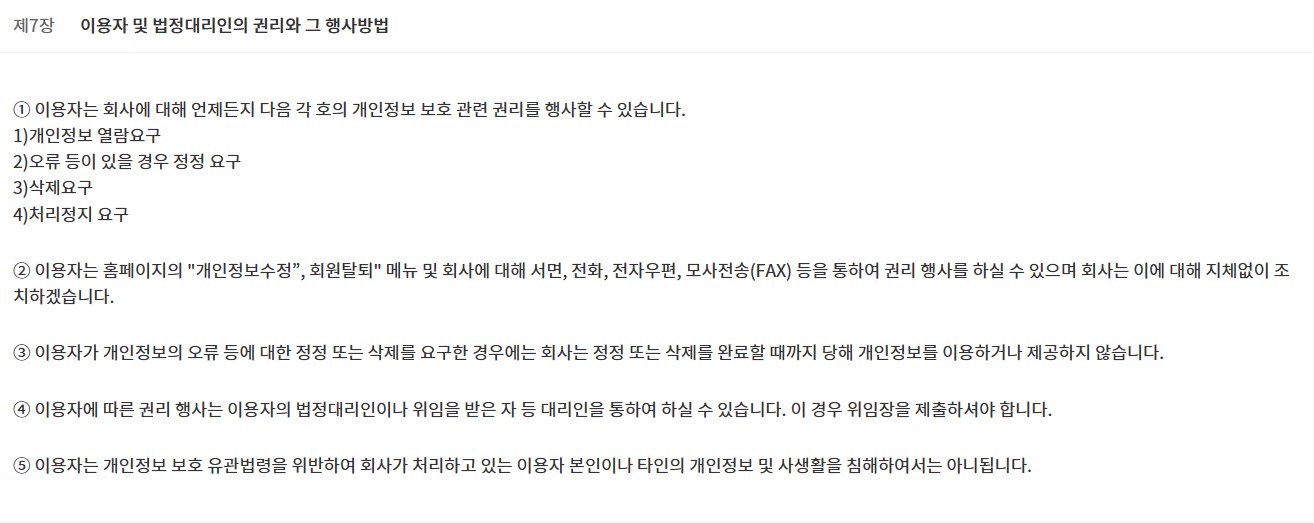 제7장 이용자 및 법정대리인의 권리와 그 행사방법
① 이용자는 회사에 대해 언제든지 다음 각 호의 개인정보 보호 관련 권리를 행사할 수 있습니다.
1)개인정보 열람요구
2)오류 등이 있을 경우 정정 요구
3)삭제요구
4)처리정지 요구
② 이용자는 홈페이지의 "개인정보수정”, 회원탈퇴" 메뉴 및 회사에 대해 서면, 전화, 전자우편, 모사전송(FAX) 등을 통하여 권리 행사를 하실 수 있으며 회사는 이에 대해 지체없이 조
치하겠습니다.
③ 이용자가 개인정보의 오류 등에 대한 정정 또는 삭제를 요구한 경우에는 회사는 정정 또는 삭제를 완료할 때까지 당해 개인정보를 이용하거나 제공하지 않습니다.
④ 이용자에 따른 권리 행사는 이용자의 법정대리인이나 위임을 받은 자 등 대리인을 통하여 하실 수 있습니다. 이 경우 위임장을 제출하셔야 합니다.
⑤ 이용자는 개인정보 보호 유관법령을 위반하여 회사가 처리하고 있는 이용자 본인이나 타인의 개인정보 및 사생활을 침해하여서는 아니됩니다.